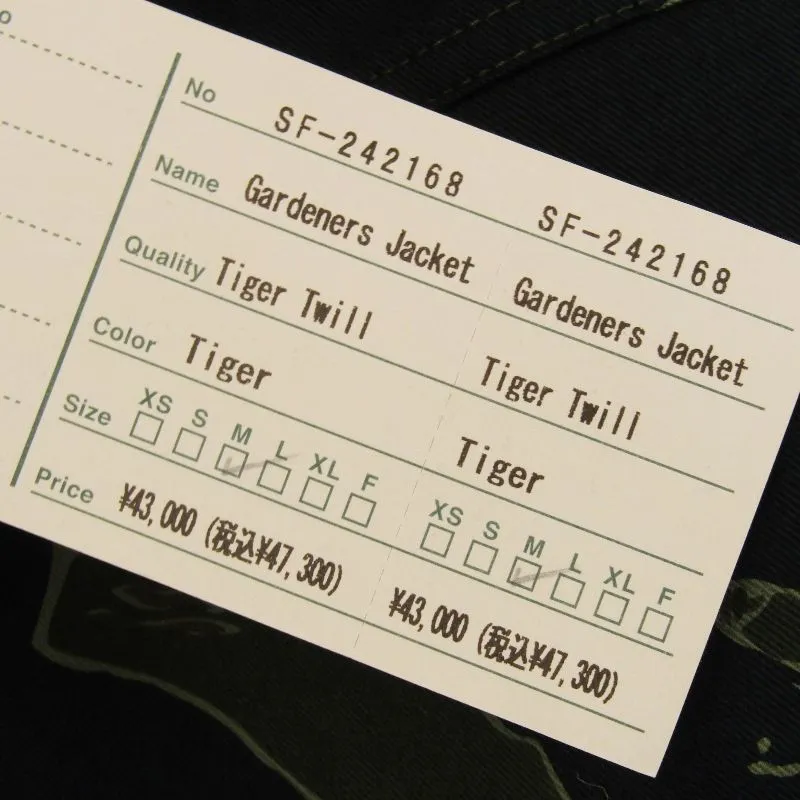 o
No SF-242168 SF-242168
Name Gardeners Jacket Gardeners Jacket
Quality Tiger Twill Tiger Twill
Color Tiger Tiger
Size XS S M L XL F XS S M L XL F
Price ¥43,000 (税込¥47,300) ¥43,000 (税込¥47,300)